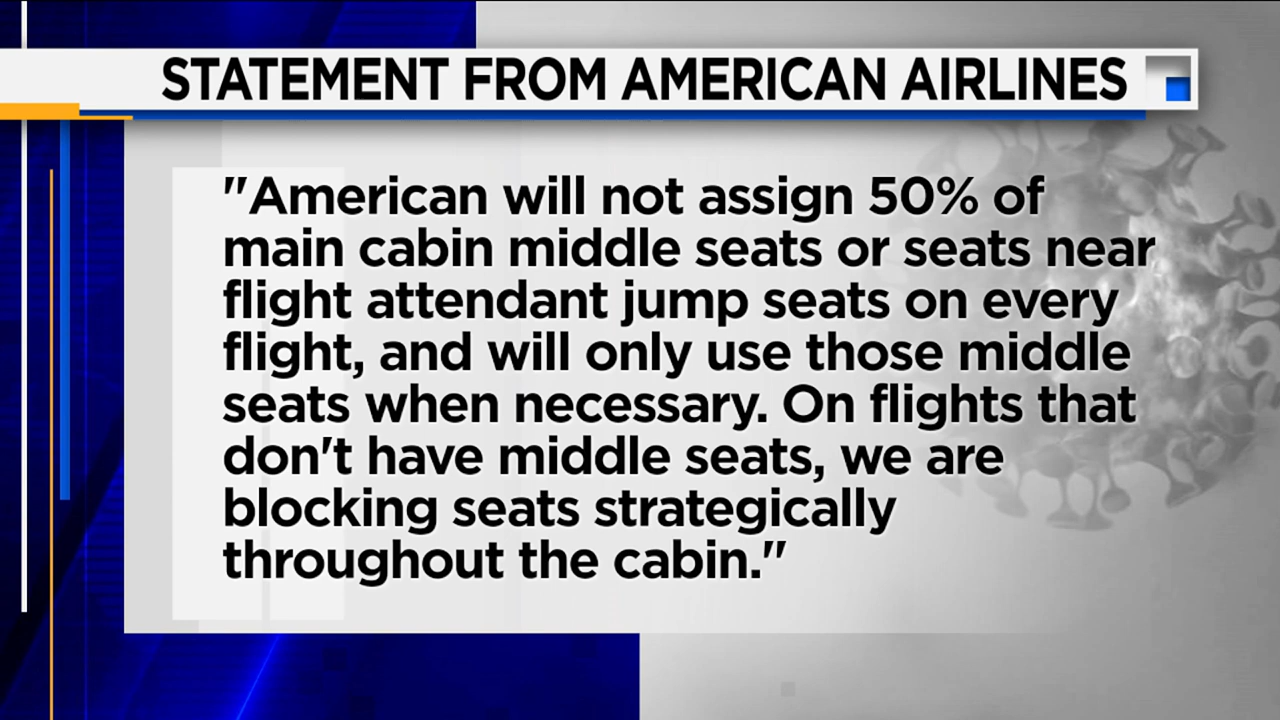 STATEMENT FROM AMERICAN AIRLINES
"American will not assign 50% of
main cabin middle seats or seats near
flight attendant jump seats on every
flight, and will only use those middle
seats when necessary. On flights that
don't have middle seats, we are
blocking seats strategically
throughout the cabin."